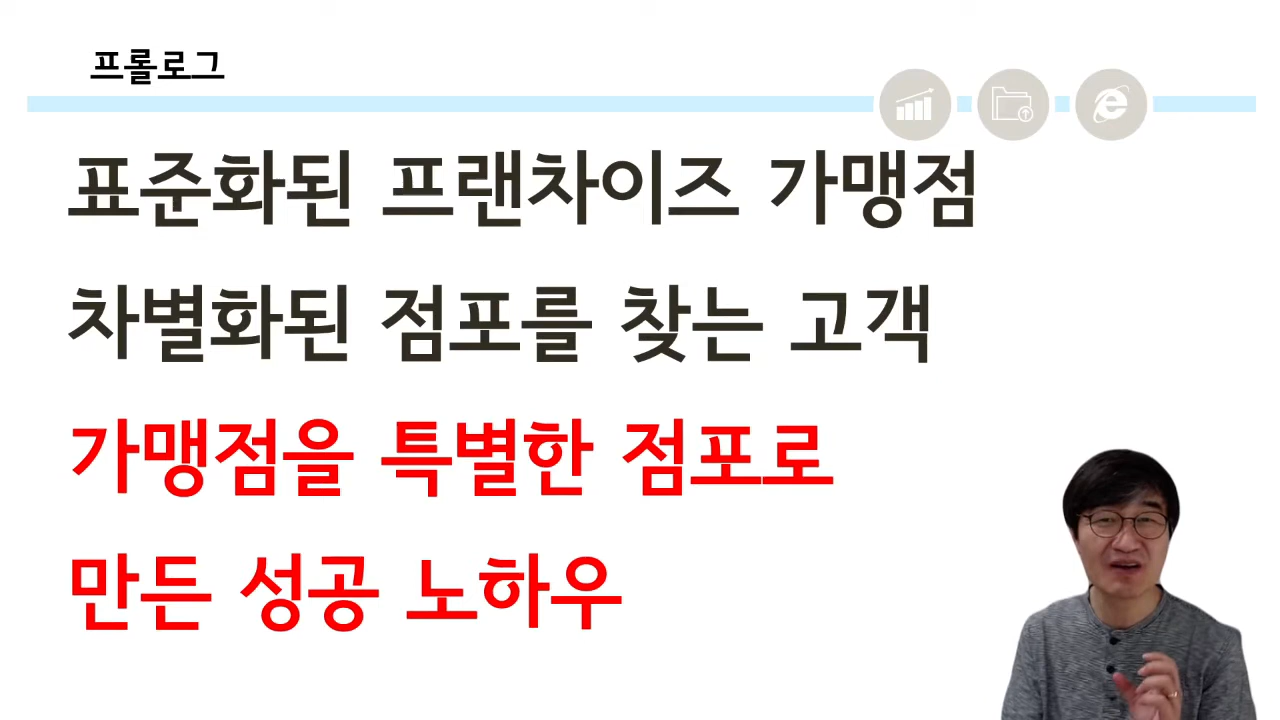 프롤로그
표준화된 프랜차이즈 가맹점
차별화된 점포를 찾는 고객
가맹점을 특별한 점포로
만든 성공 노하우